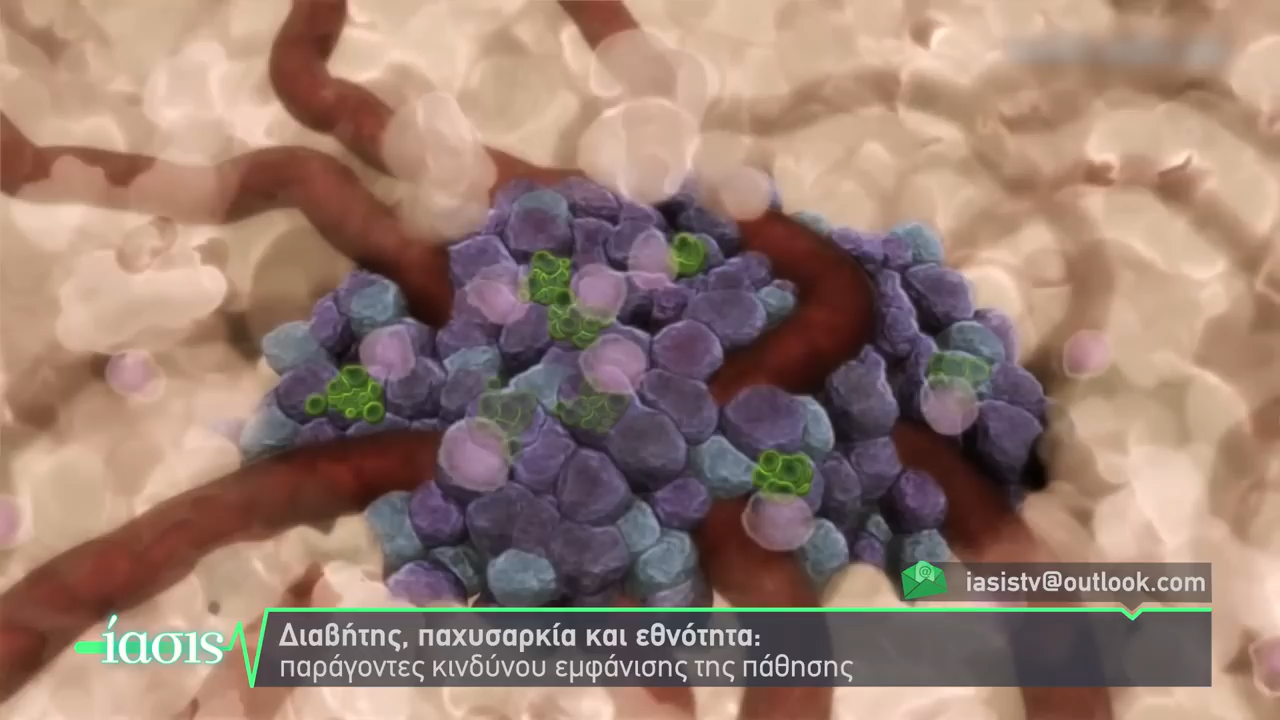 iasistv@outlook.com
ίασις
Διαβήτης, παχυσαρκία και εθνότητα:
παράγοντες κινδύνου εμφάνισης της πάθησης